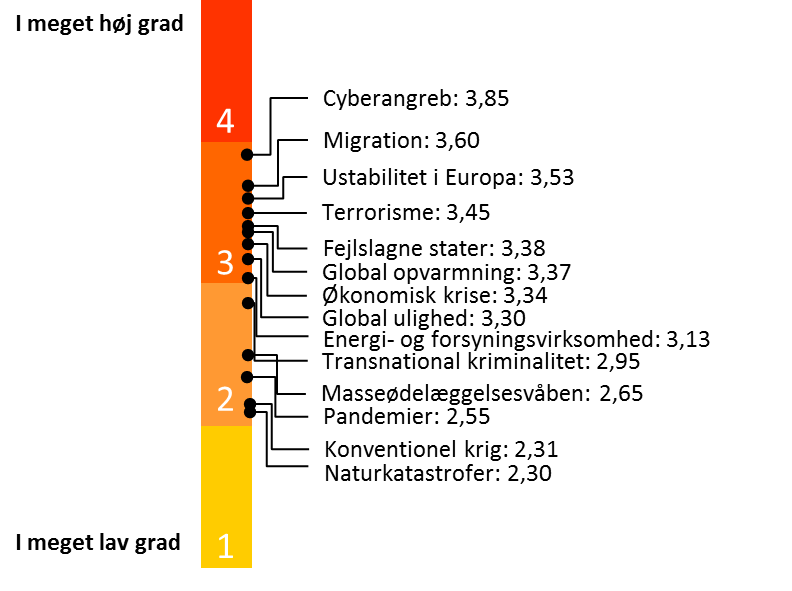 I meget høj grad
4
Cyberangreb: 3,85
Migration: 3,60
Ustabilitet i Europa: 3,53
Terrorisme: 3,45
Fejlslagne stater: 3,38
3
Global opvarmning: 3,37
Økonomisk krise: 3,34
Global ulighed: 3,30
Energi- og forsyningsvirksomhed: 3,13
Transnational kriminalitet: 2,95
Masseødelæggelsesvåben: 2,65
2
Pandemier: 2,55
Konventionel krig: 2,31
Naturkatastrofer: 2,30
I meget lav grad
1